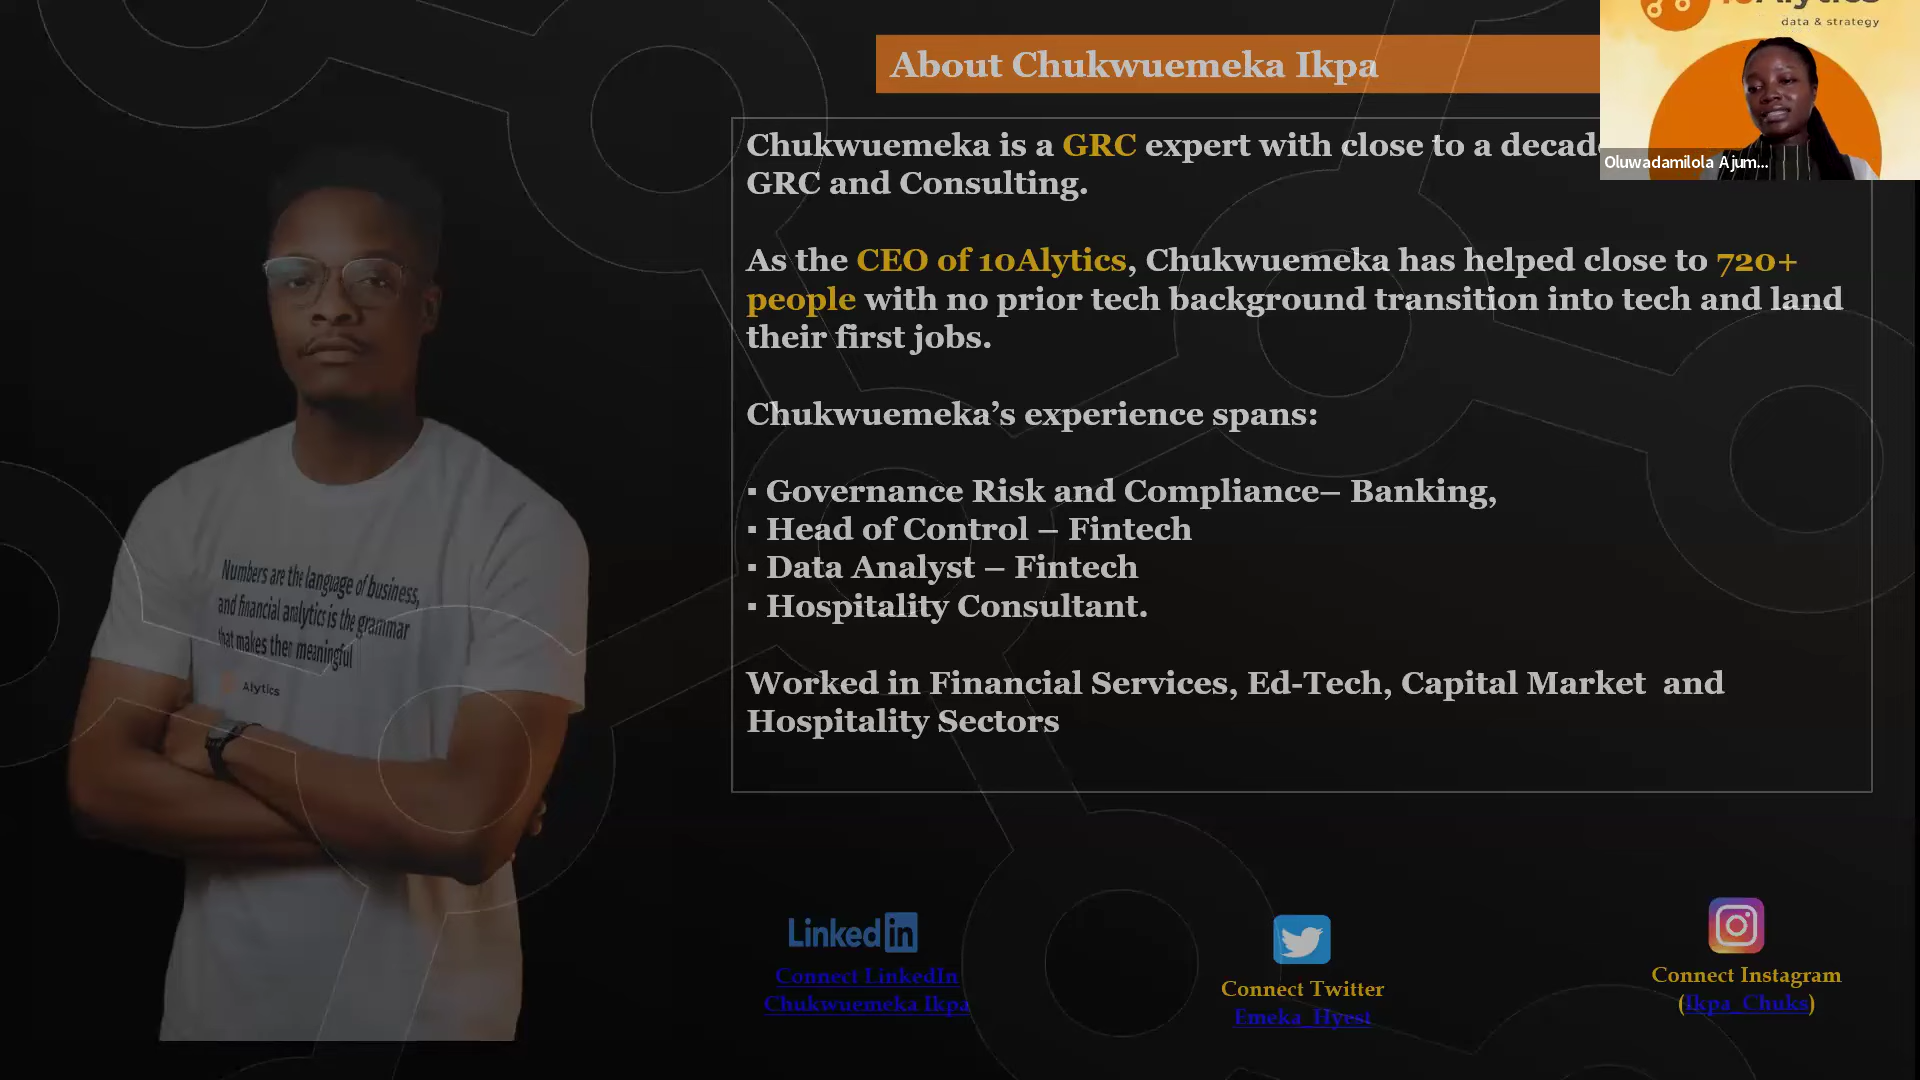 data & strategy
About Chukwuemeka Ikpa
Oluwadamilola Ajum...
Chukwuemeka is a GRC expert with close to a
GRC and Consulting.
As the CEO of 10Alytics, Chukwuemeka has helped close to 720+
people with no prior tech background transition into tech and land
their first jobs.
Chukwuemeka’s experience spans:
▪ Governance Risk and Compliance– Banking,
▪ Head of Control – Fintech
▪ Data Analyst – Fintech
▪ Hospitality Consultant.
Worked in Financial Services, Ed-Tech, Capital Market and
Hospitality Sectors
Numbers are the language of business,
and financial analytics is the grammar
that makes them meaningful
Alytics
LinkedIn
Connect LinkedIn
Chukwuemeka Ikpa
Connect Twitter
Emeka_Hyest
Connect Instagram
(Ikpa_Chuks)